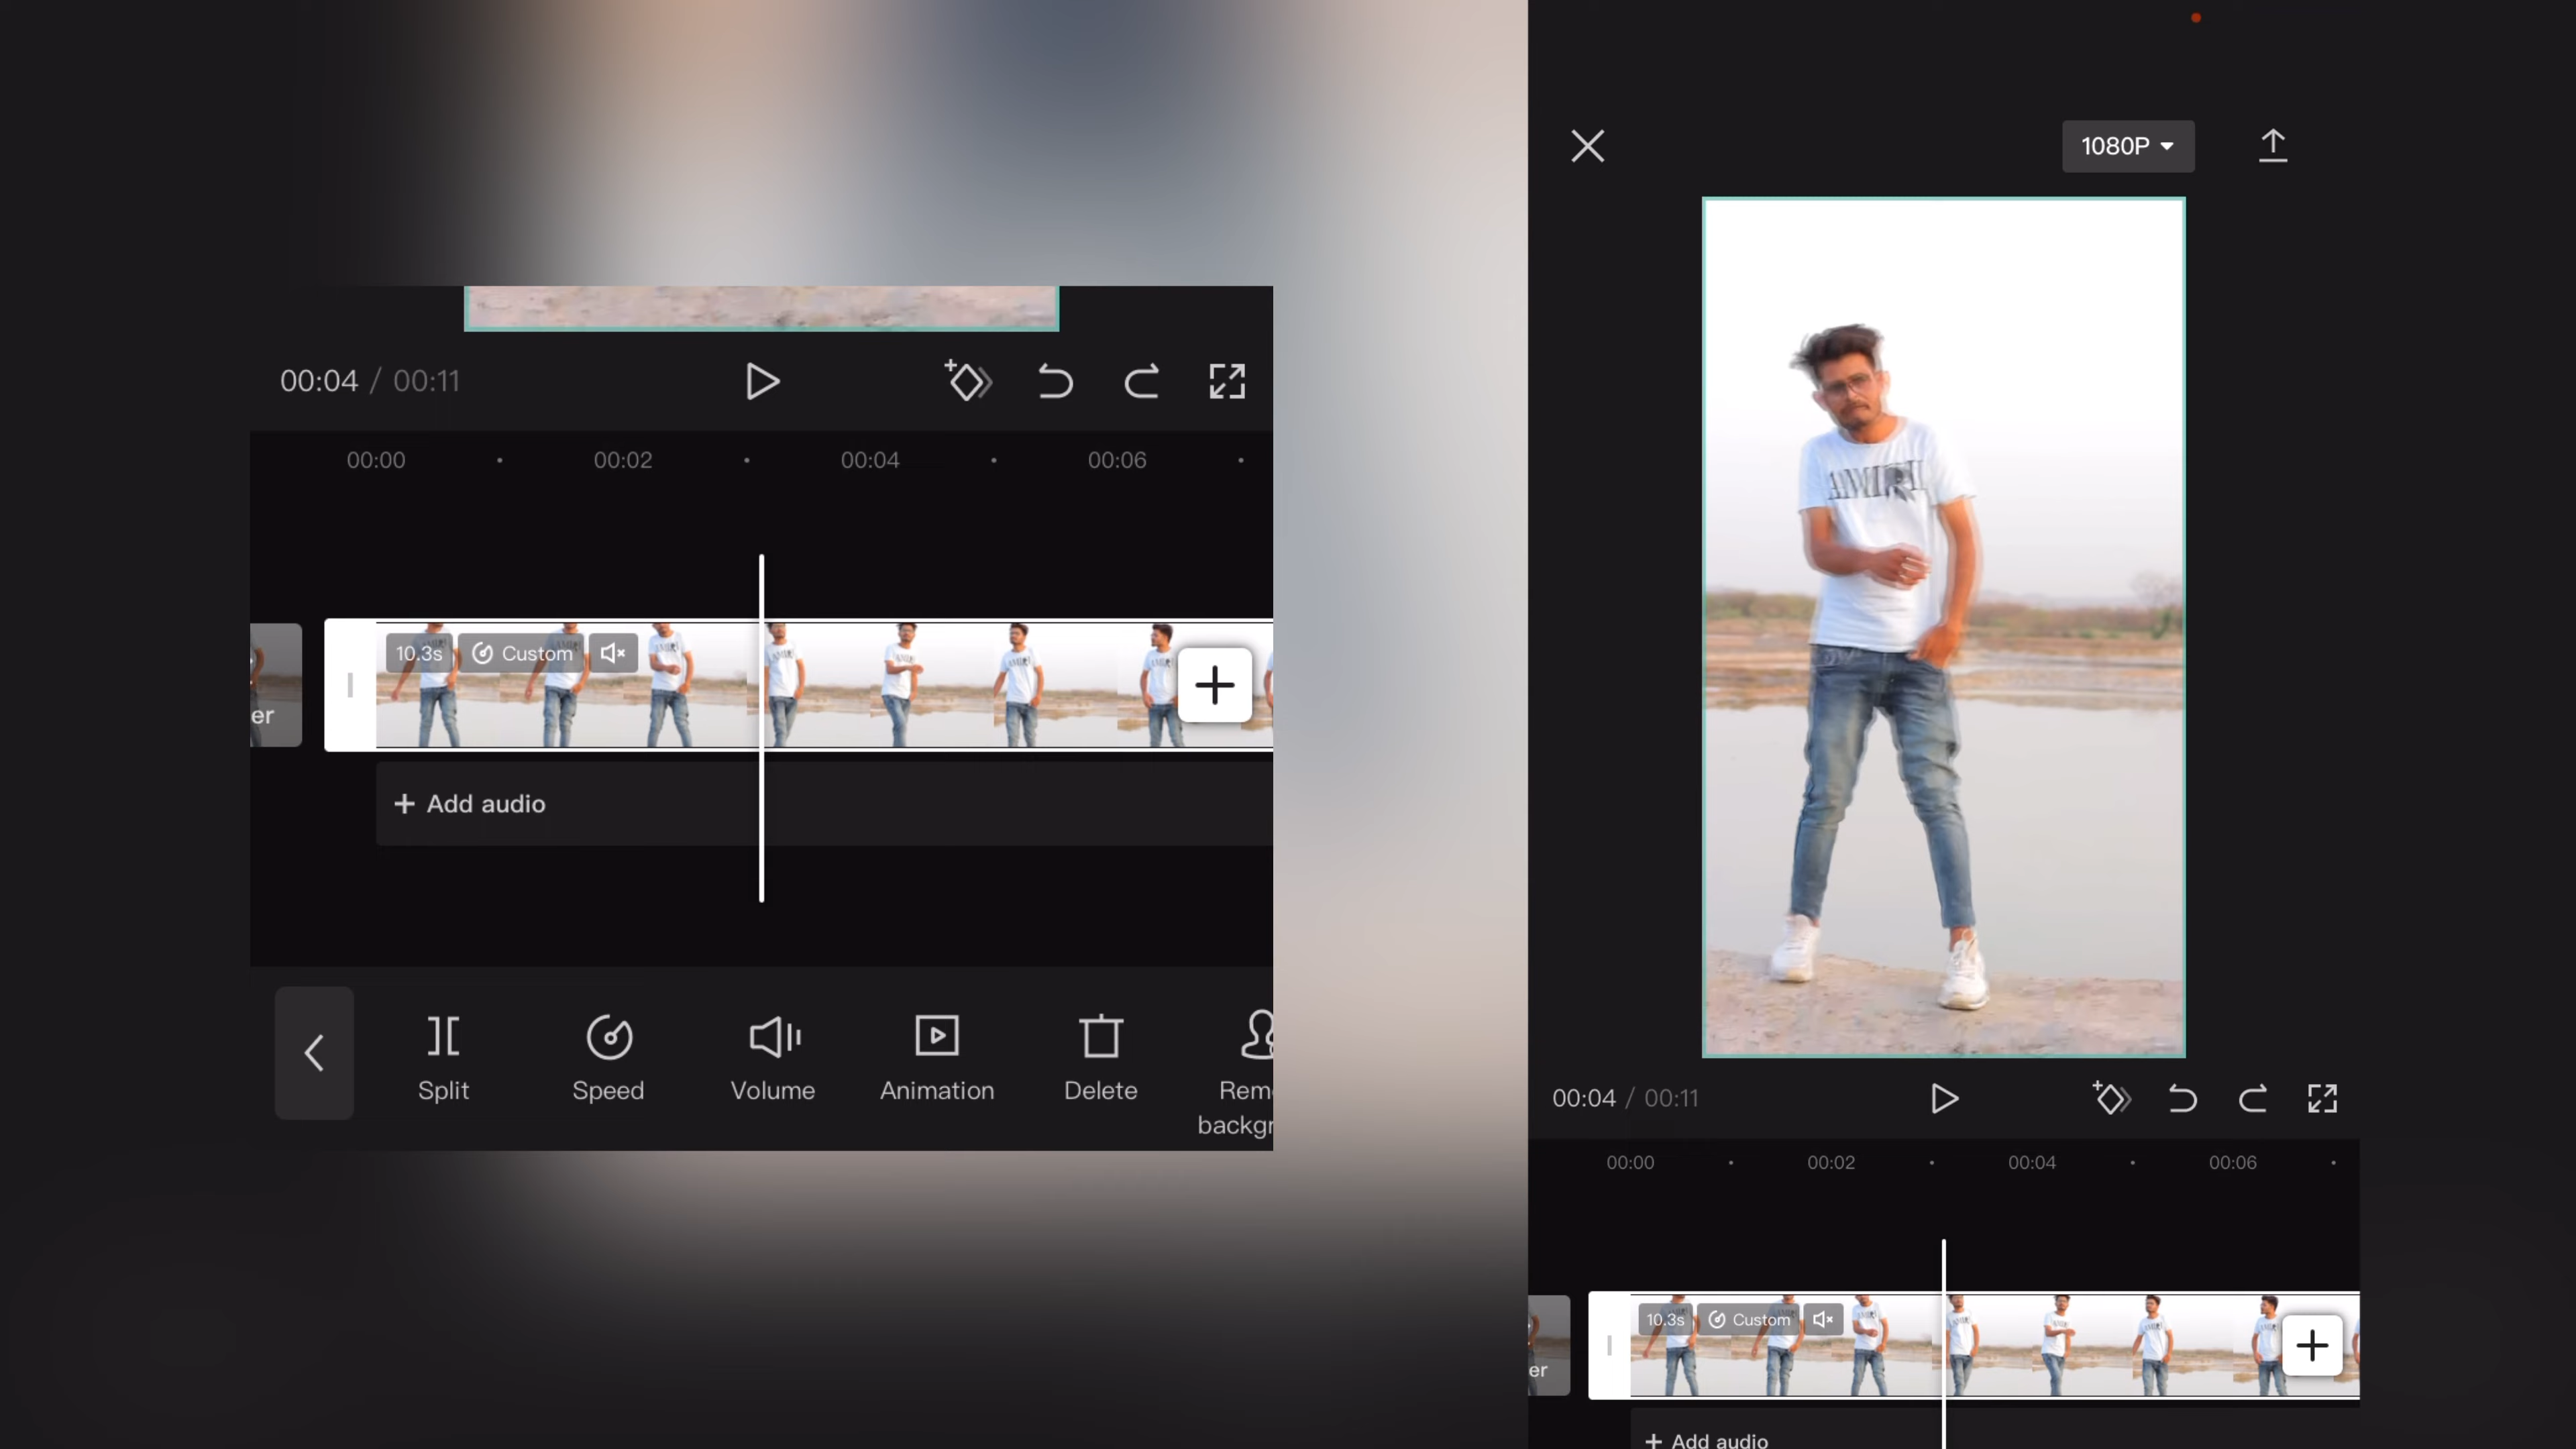 00:04 / 00:11
00:00 00:02 00:04 00:06
10.3s Custom
er
+ Add audio
Split Speed Volume Animation Delete Rem
backgr
1080P
00:04 / 00:11
00:00 00:02 00:04 00:06
10.3s Custom
er
+ Add audio